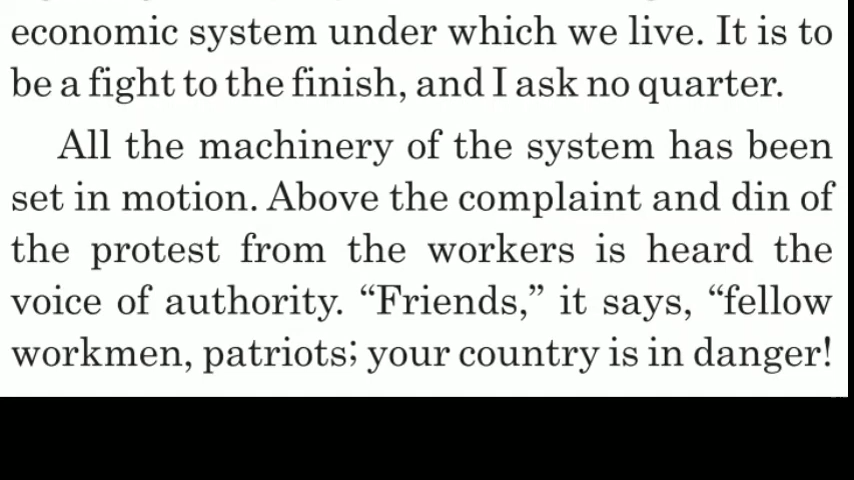 economic system under which we live. It is to
be a fight to the finish, and I ask no quarter.
All the machinery of the system has been
set in motion. Above the complaint and din of
the protest from the workers is heard the
voice of authority. “Friends,” it says, “fellow
workmen, patriots; your country is in danger!